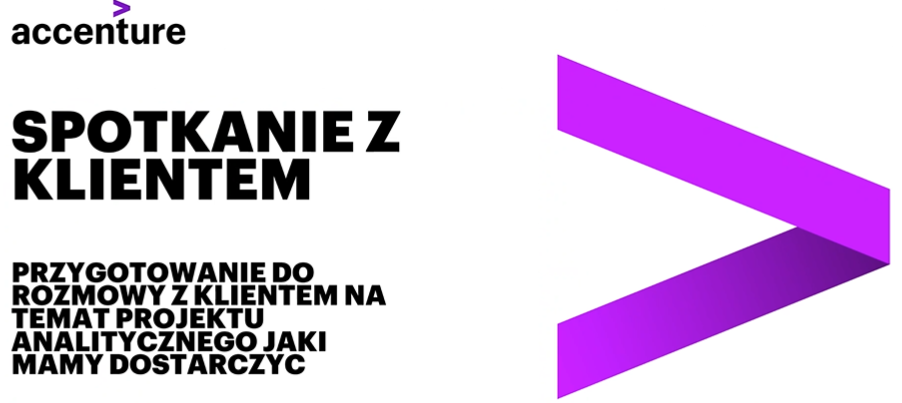 accenture
SPOTKANIE Z
KLIENTEM
PRZYGOTOWANIE DO
ROZMOWY Z KLIENTEM NA
TEMAT PROJEKTU
ANALITYCZNEGO JAKI
MAMY DOSTARCZYC